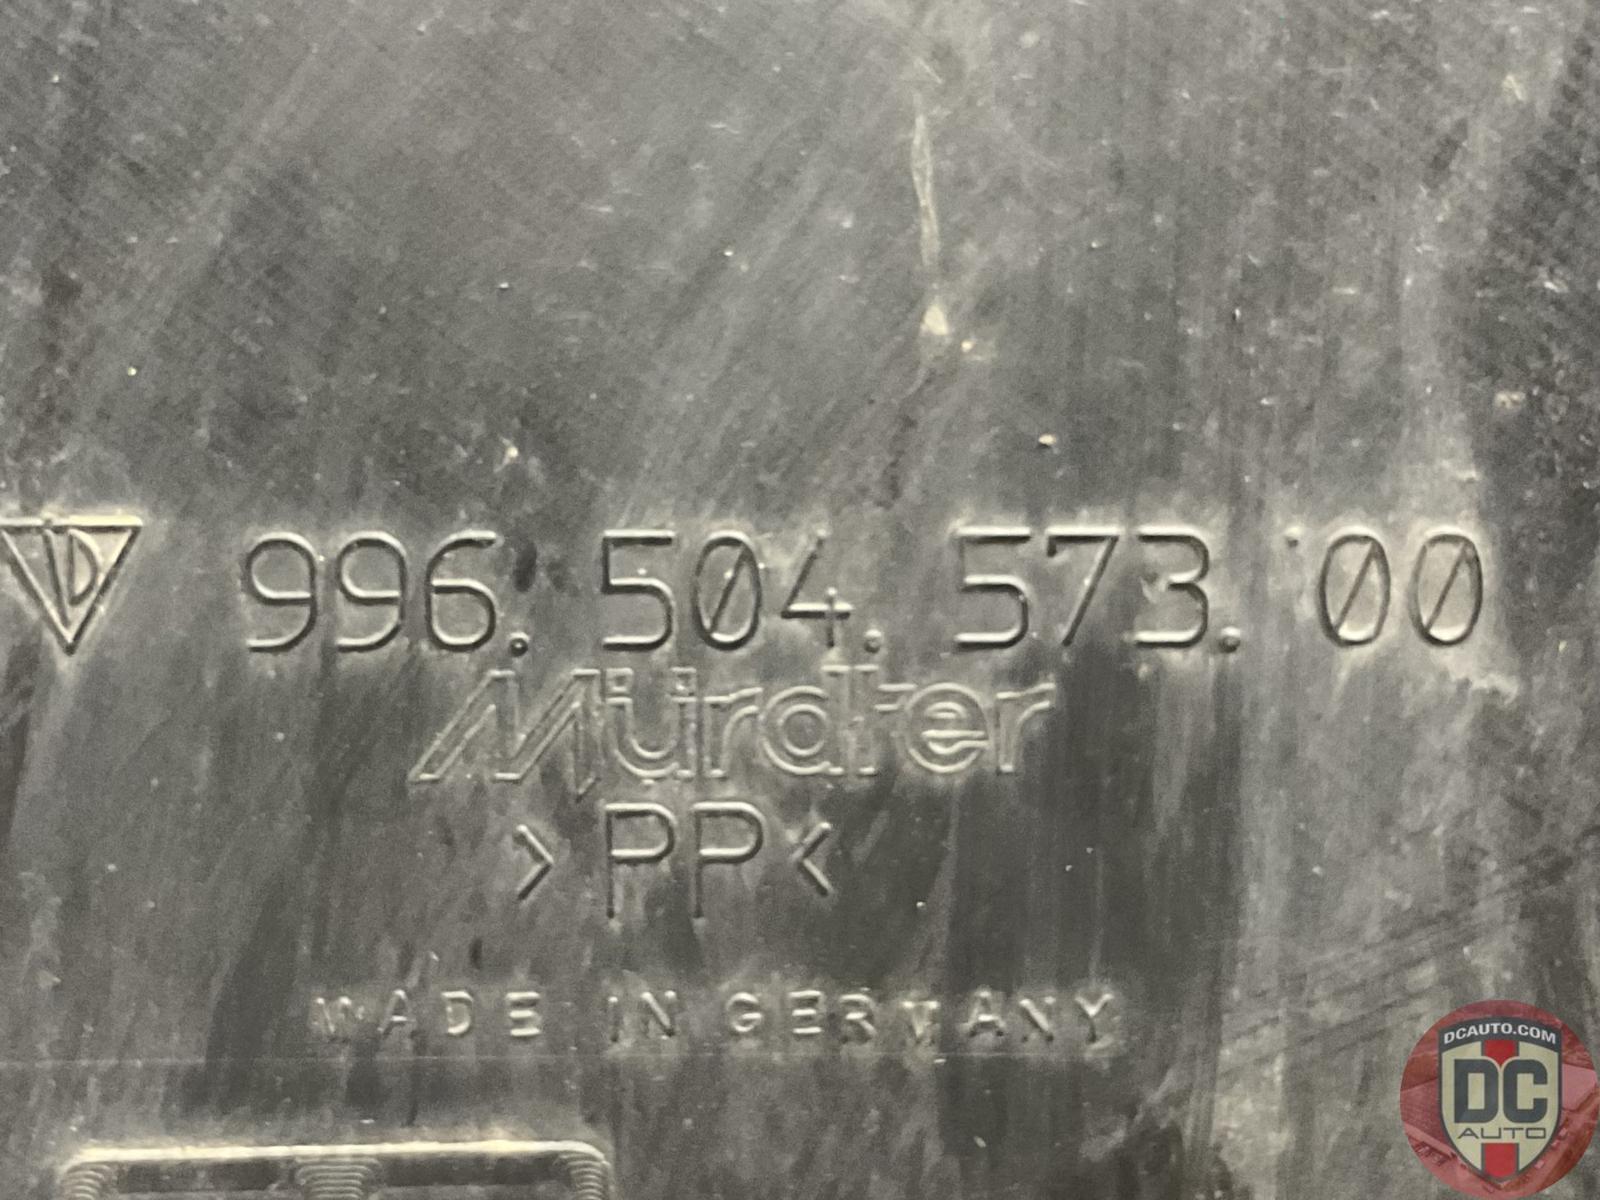 996. 504. 573. 00
Mürdter
>PP<
MADE IN GERMANY
DCAUTO.COM
DC
AUTO